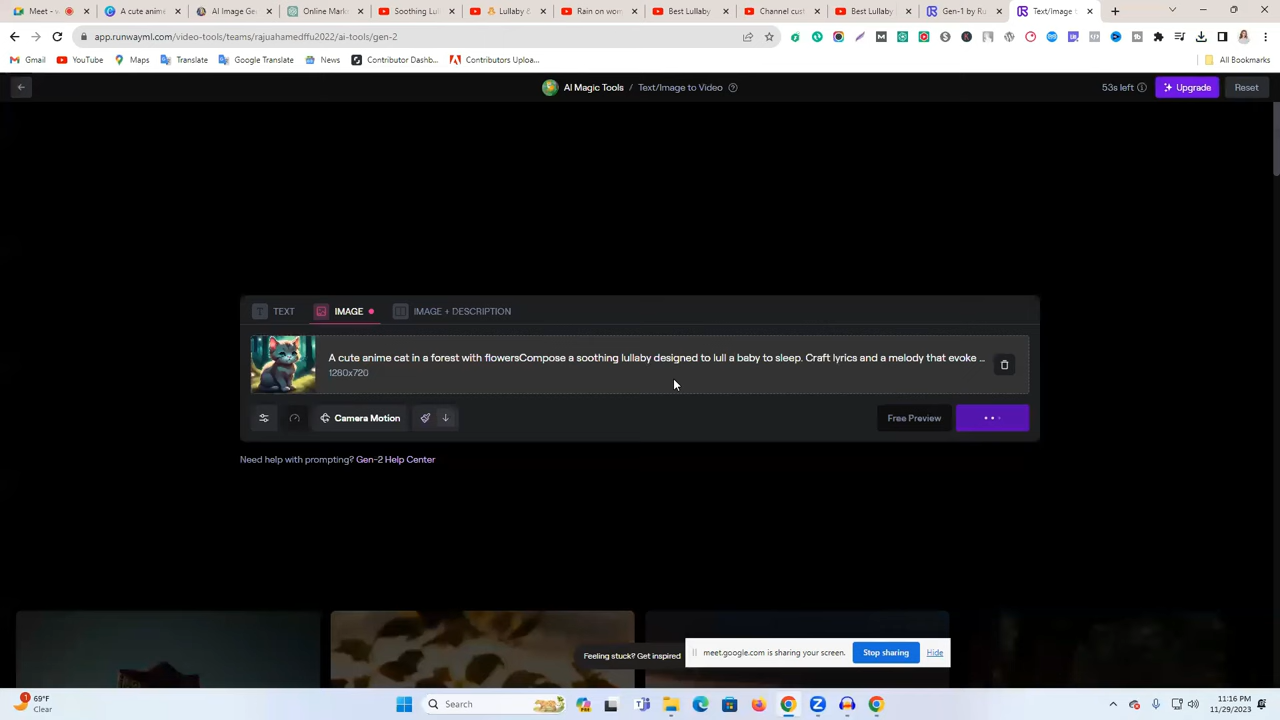 Meet - 
A cute anime
AI Image Ge
Online Mark
Soothing Lul
Lullaby &
Rain on wom
Best Lullaby
Channel cust
Best Lullaby
Gen-1 by Ru
Text/Image t
app.runwayml.com/video-tools/teams/rajuahamedffu2022/ai-tools/gen-2
Gmail
YouTube
Maps
Translate
Google Translate
News
Contributor Dashb...
Contributors Uploa...
All Bookmarks
AI Magic Tools / Text/Image to Video
53s left
Upgrade
Reset
TEXT
IMAGE
IMAGE + DESCRIPTION
A cute anime cat in a forest with flowersCompose a soothing lullaby designed to lull a baby to sleep. Craft lyrics and a melody that evoke ...
1280x720
Camera Motion
Free Preview
Need help with prompting? Gen-2 Help Center
Feeling stuck? Get inspired
meet.google.com is sharing your screen.
Stop sharing
Hide
69°F
Clear
Search
11:16 PM
11/29/2023